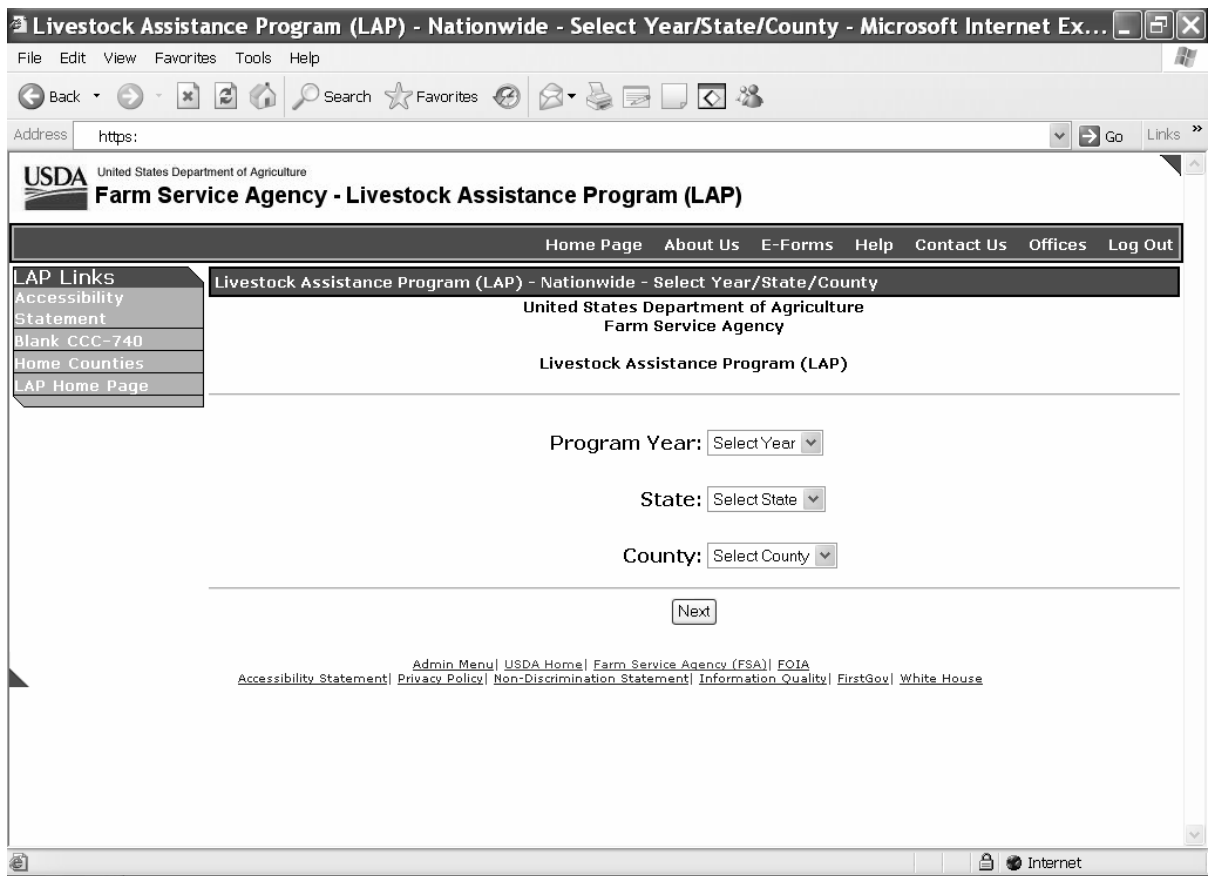 Livestock Assistance Program (LAP) - Nationwide - Select Year/State/County - Microsoft Internet Ex...
File Edit View Favorites Tools Help
Back Search Favorites
Address https: Go Links »
USDA United States Department of Agriculture
Farm Service Agency - Livestock Assistance Program (LAP)
Home Page About Us E-Forms Help Contact Us Offices Log Out
LAP Links
Accessibility
Statement
Blank CCC-740
Home Counties
LAP Home Page
Livestock Assistance Program (LAP) - Nationwide - Select Year/State/County
United States Department of Agriculture
Farm Service Agency
Livestock Assistance Program (LAP)
Program Year: Select Year
State: Select State
County: Select County
Next
Admin Menu| USDA Home| Farm Service Agency (FSA)| FOIA
Accessibility Statement| Privacy Policy| Non-Discrimination Statement| Information Quality| FirstGov| White House
Internet